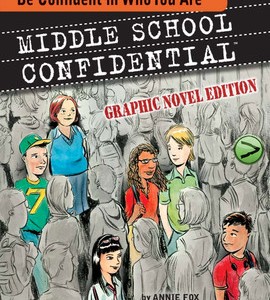 Be Confident in Who You Are
MIDDLE SCHOOL
CONFIDENTIAL
GRAPHIC NOVEL EDITION
7
by ANNIE FOX